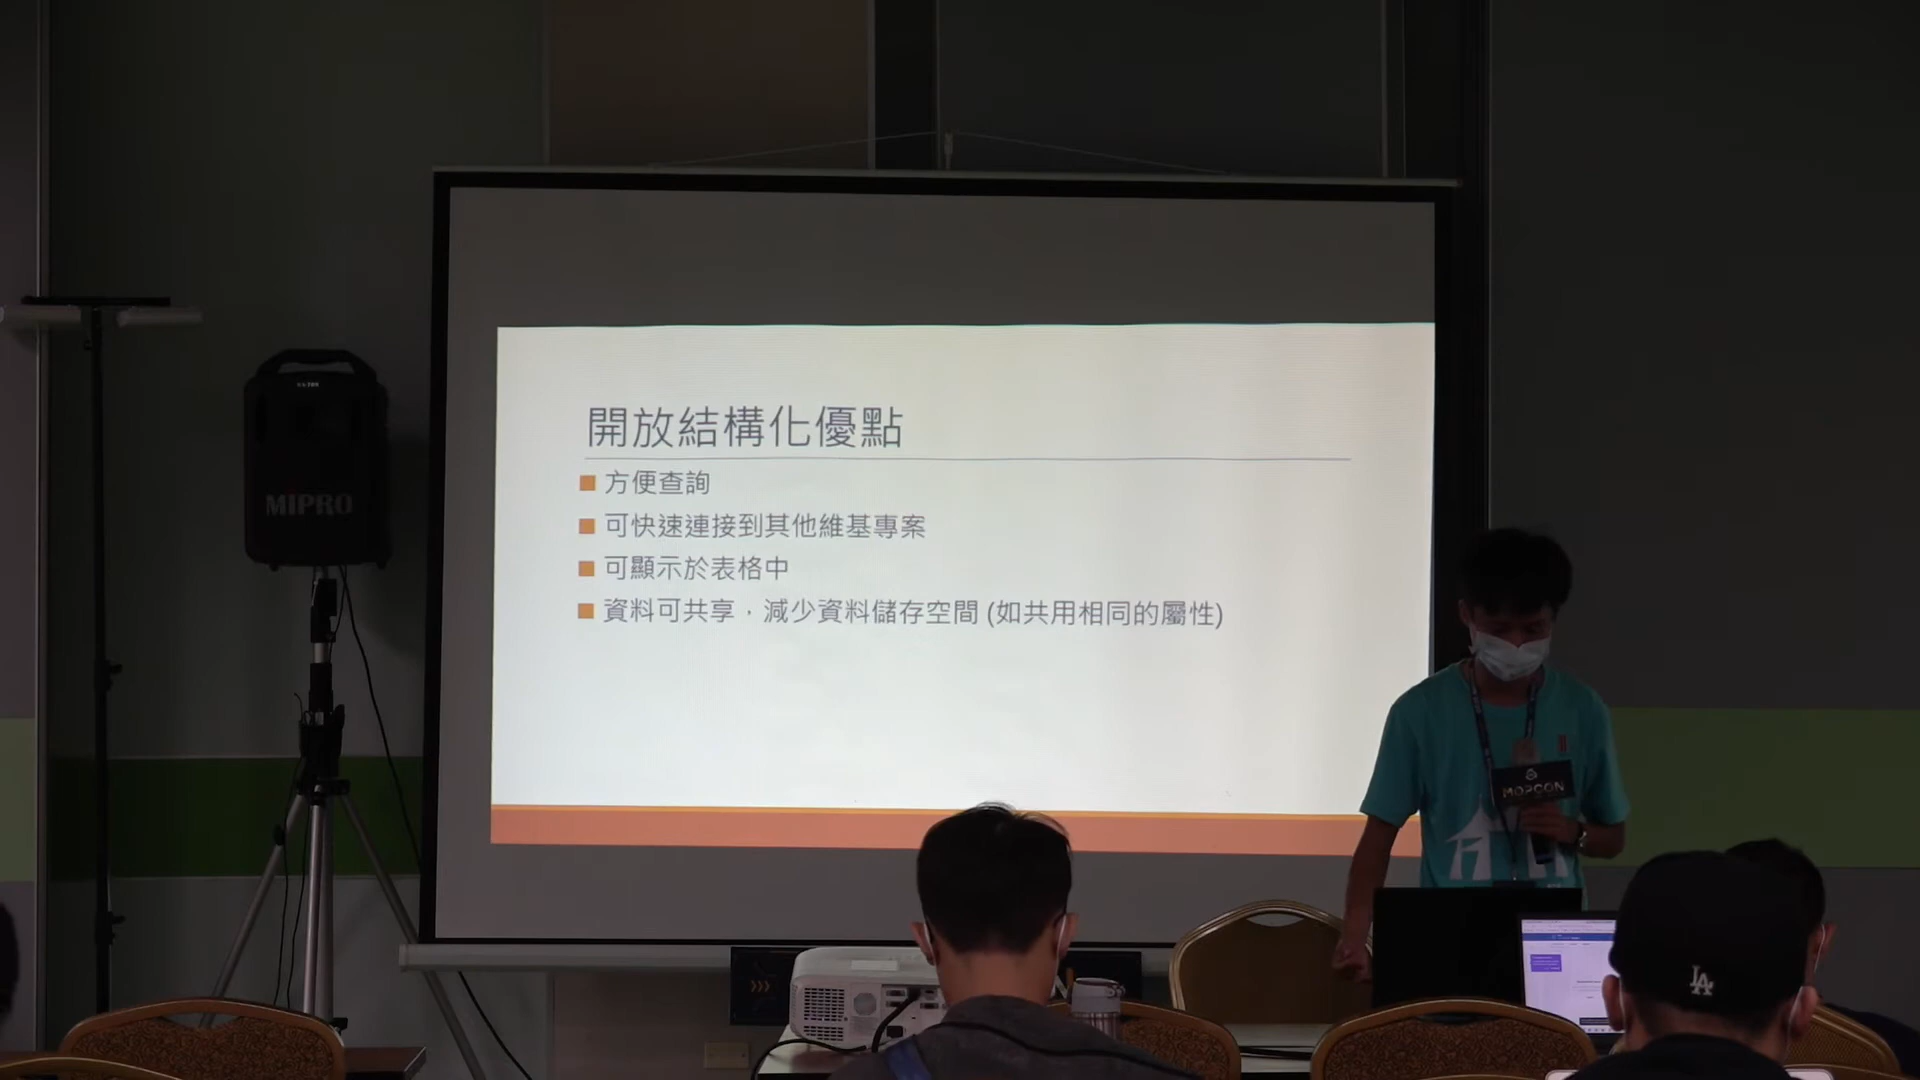 開放結構化優點
方便查詢
可快速連接到其他維基專案
可顯示於表格中
資料可共享，減少資料儲存空間 (如共用相同的屬性)
MIPRO
MOPCON
LA